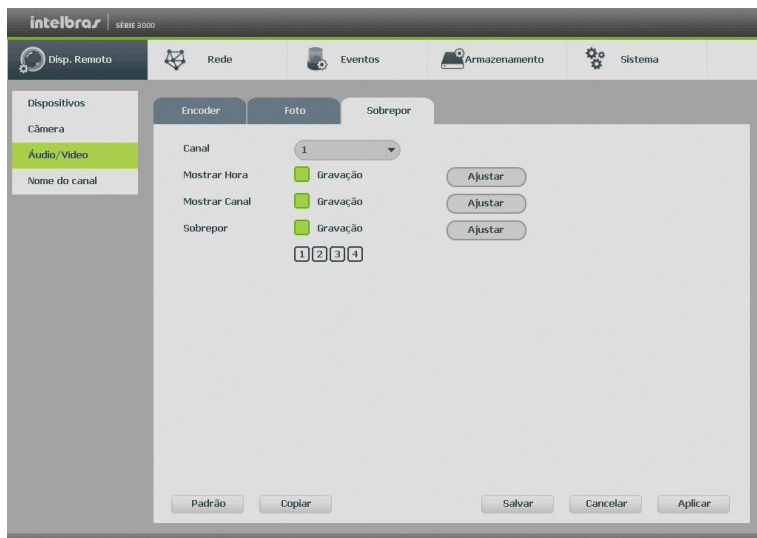 intelbras | SÉRIE 3000
Disp. Remoto
Rede
Eventos
Armazenamento
Sistema
Dispositivos
Câmera
Áudio/Vídeo
Nome do canal
Encoder
Foto
Sobrepor
Canal
1
Mostrar Hora
Gravação
Ajustar
Mostrar Canal
Gravação
Ajustar
Sobrepor
Gravação
Ajustar
1 2 3 4
Padrão
Copiar
Salvar
Cancelar
Aplicar